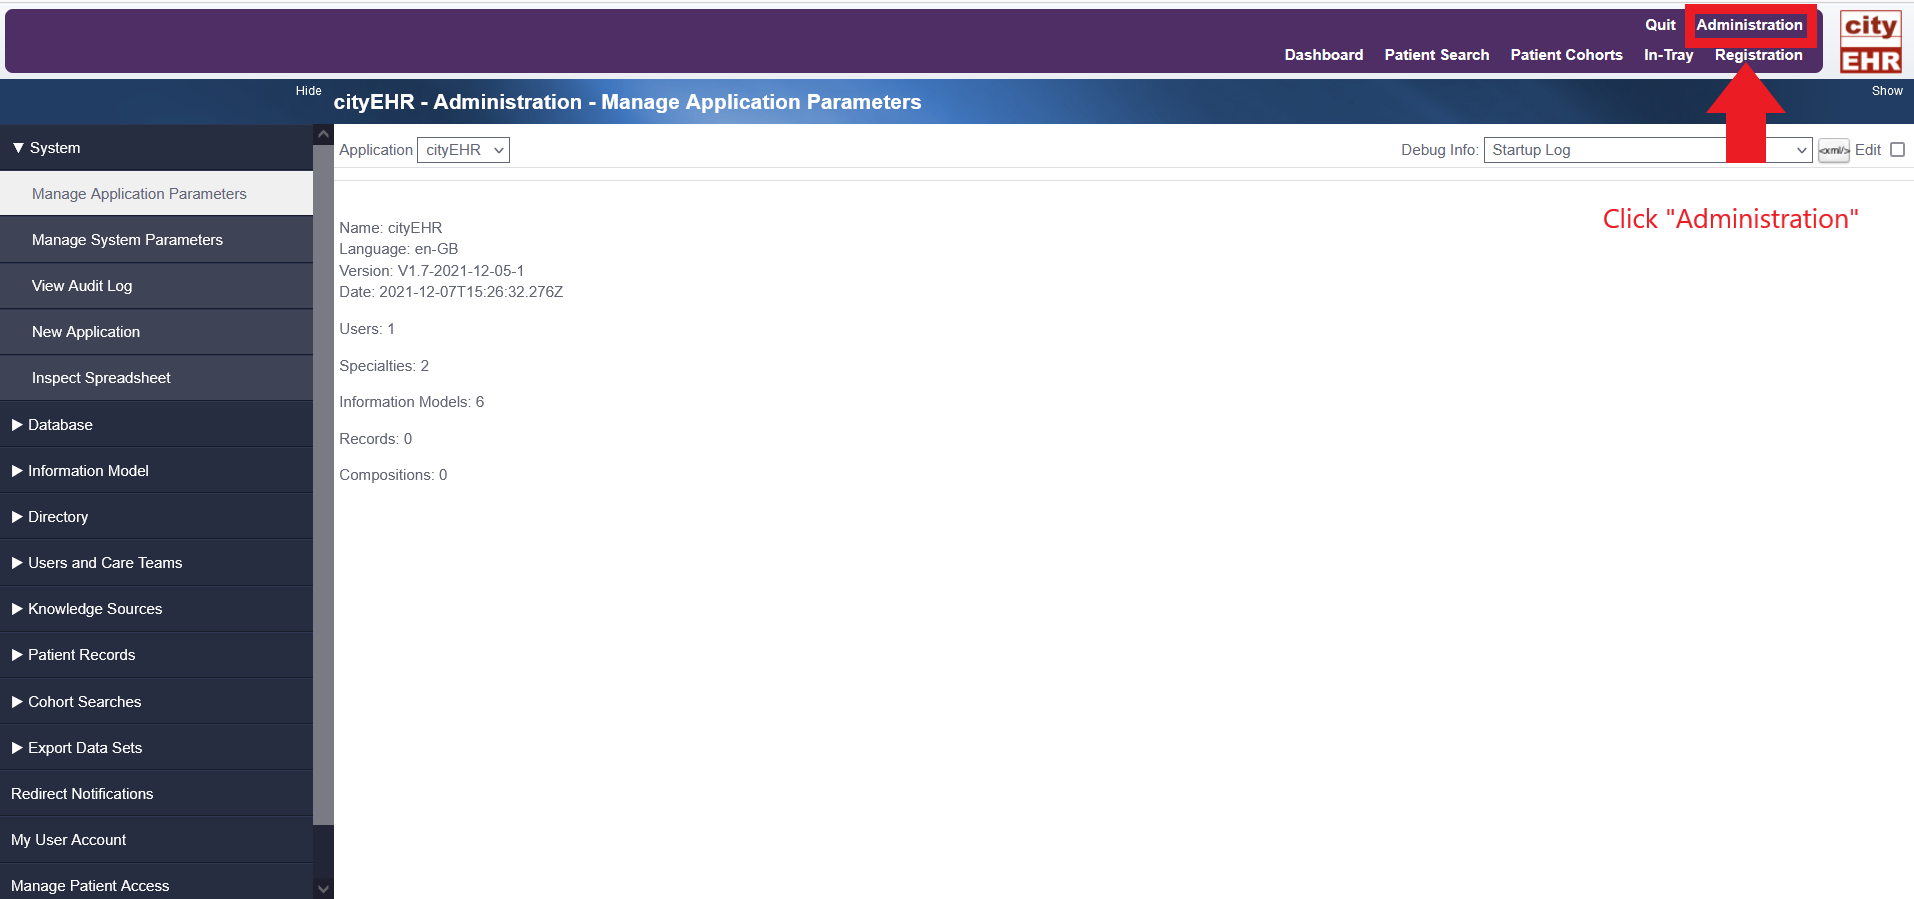 Quit Administration
Dashboard Patient Search Patient Cohorts In-Tray Registration
city
EHR
Hide
cityEHR - Administration - Manage Application Parameters
Show
▼ System
Manage Application Parameters
Manage System Parameters
View Audit Log
New Application
Inspect Spreadsheet
▶ Database
▶ Information Model
▶ Directory
▶ Users and Care Teams
▶ Knowledge Sources
▶ Patient Records
▶ Cohort Searches
▶ Export Data Sets
Redirect Notifications
My User Account
Manage Patient Access
Application cityEHR
Debug Info: Startup Log <xml/> Edit
Click "Administration"
Name: cityEHR
Language: en-GB
Version: V1.7-2021-12-05-1
Date: 2021-12-07T15:26:32.276Z
Users: 1
Specialties: 2
Information Models: 6
Records: 0
Compositions: 0